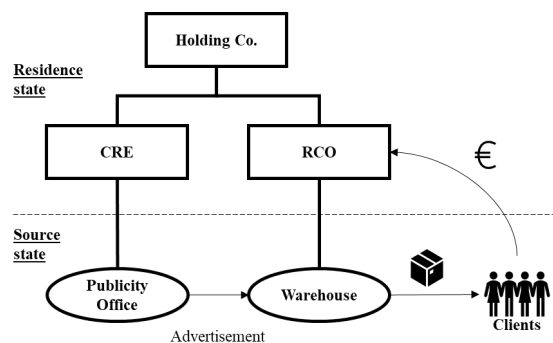 Holding Co.
Residence
state
CRE
RCO
€
Source
state
Publicity
Office
Warehouse
Clients
Advertisement